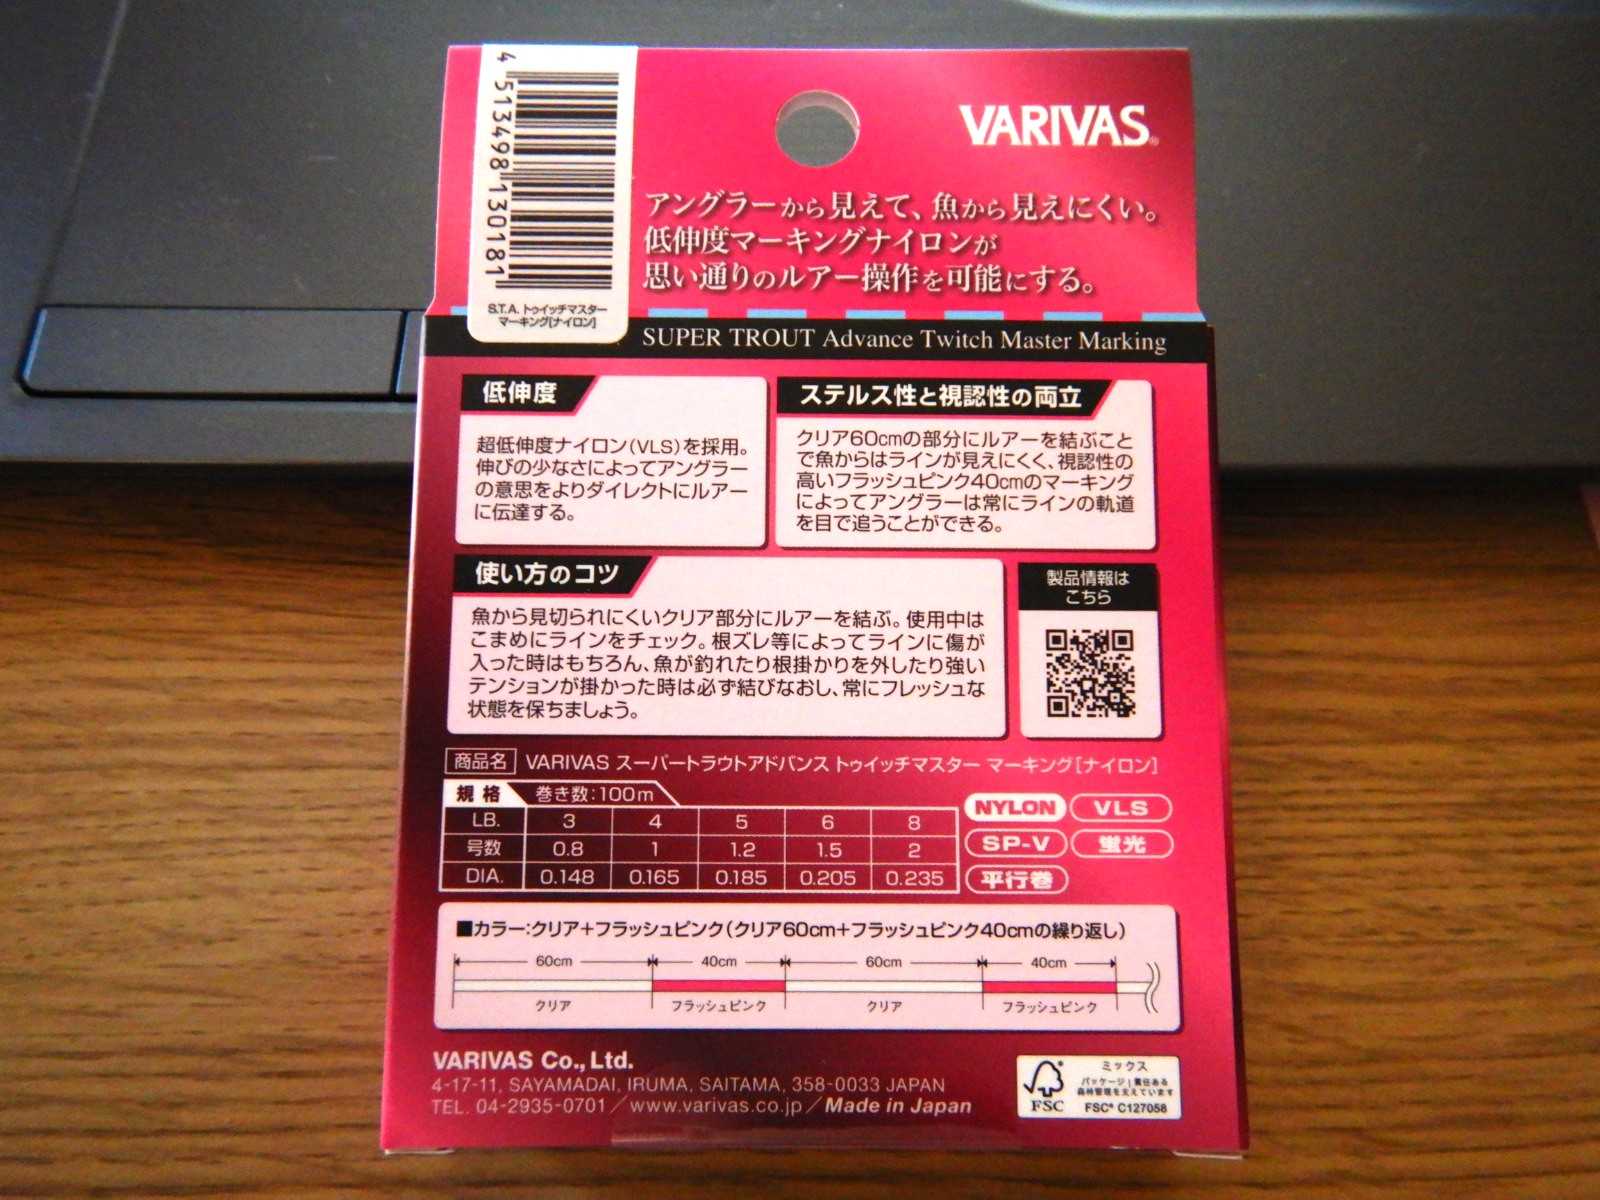 4 513498 130181
S.T.A. トゥイッチマスター
マーキング[ナイロン]
VARIVAS®
アングラーから見えて、魚から見えにくい。
低伸度マーキングナイロンが
思い通りのルアー操作を可能にする。
SUPER TROUT Advance Twitch Master Marking
低伸度
超低伸度ナイロン(VLS)を採用。
伸びの少なさによってアングラー
の意思をよりダイレクトにルアー
に伝達する。
ステルス性と視認性の両立
クリア60cmの部分にルアーを結ぶこと
で魚からはラインが見えにくく、視認性の
高いフラッシュピンク40cmのマーキング
によってアングラーは常にラインの軌道
を目で追うことができる。
使い方のコツ
魚から見切られにくいクリア部分にルアーを結ぶ。使用中は
こまめにラインをチェック。根ズレ等によってラインに傷が
入った時はもちろん、魚が釣れたり根掛かりを外したり強い
テンションが掛かった時は必ず結びなおし、常にフレッシュな
状態を保ちましょう。
製品情報は
こちら
商品名 VARIVAS スーパートラウトアドバンス トゥイッチマスター マーキング[ナイロン]
規格 巻き数:100m
LB. 3 4 5 6 8
号数 0.8 1 1.2 1.5 2
DIA. 0.148 0.165 0.185 0.205 0.235
NYLON VLS
SP-V 蛍光
平行巻
■カラー:クリア+フラッシュピンク(クリア60cm+フラッシュピンク40cmの繰り返し)
60cm 40cm 60cm 40cm
クリア フラッシュピンク クリア フラッシュピンク
VARIVAS Co., Ltd.
4-17-11, SAYAMADAI, IRUMA, SAITAMA, 358-0033 JAPAN
TEL. 04-2935-0701/www.varivas.co.jp/Made in Japan
FSC
ミックス
パッケージ|責任ある
森林管理を支えています
FSC® C127058